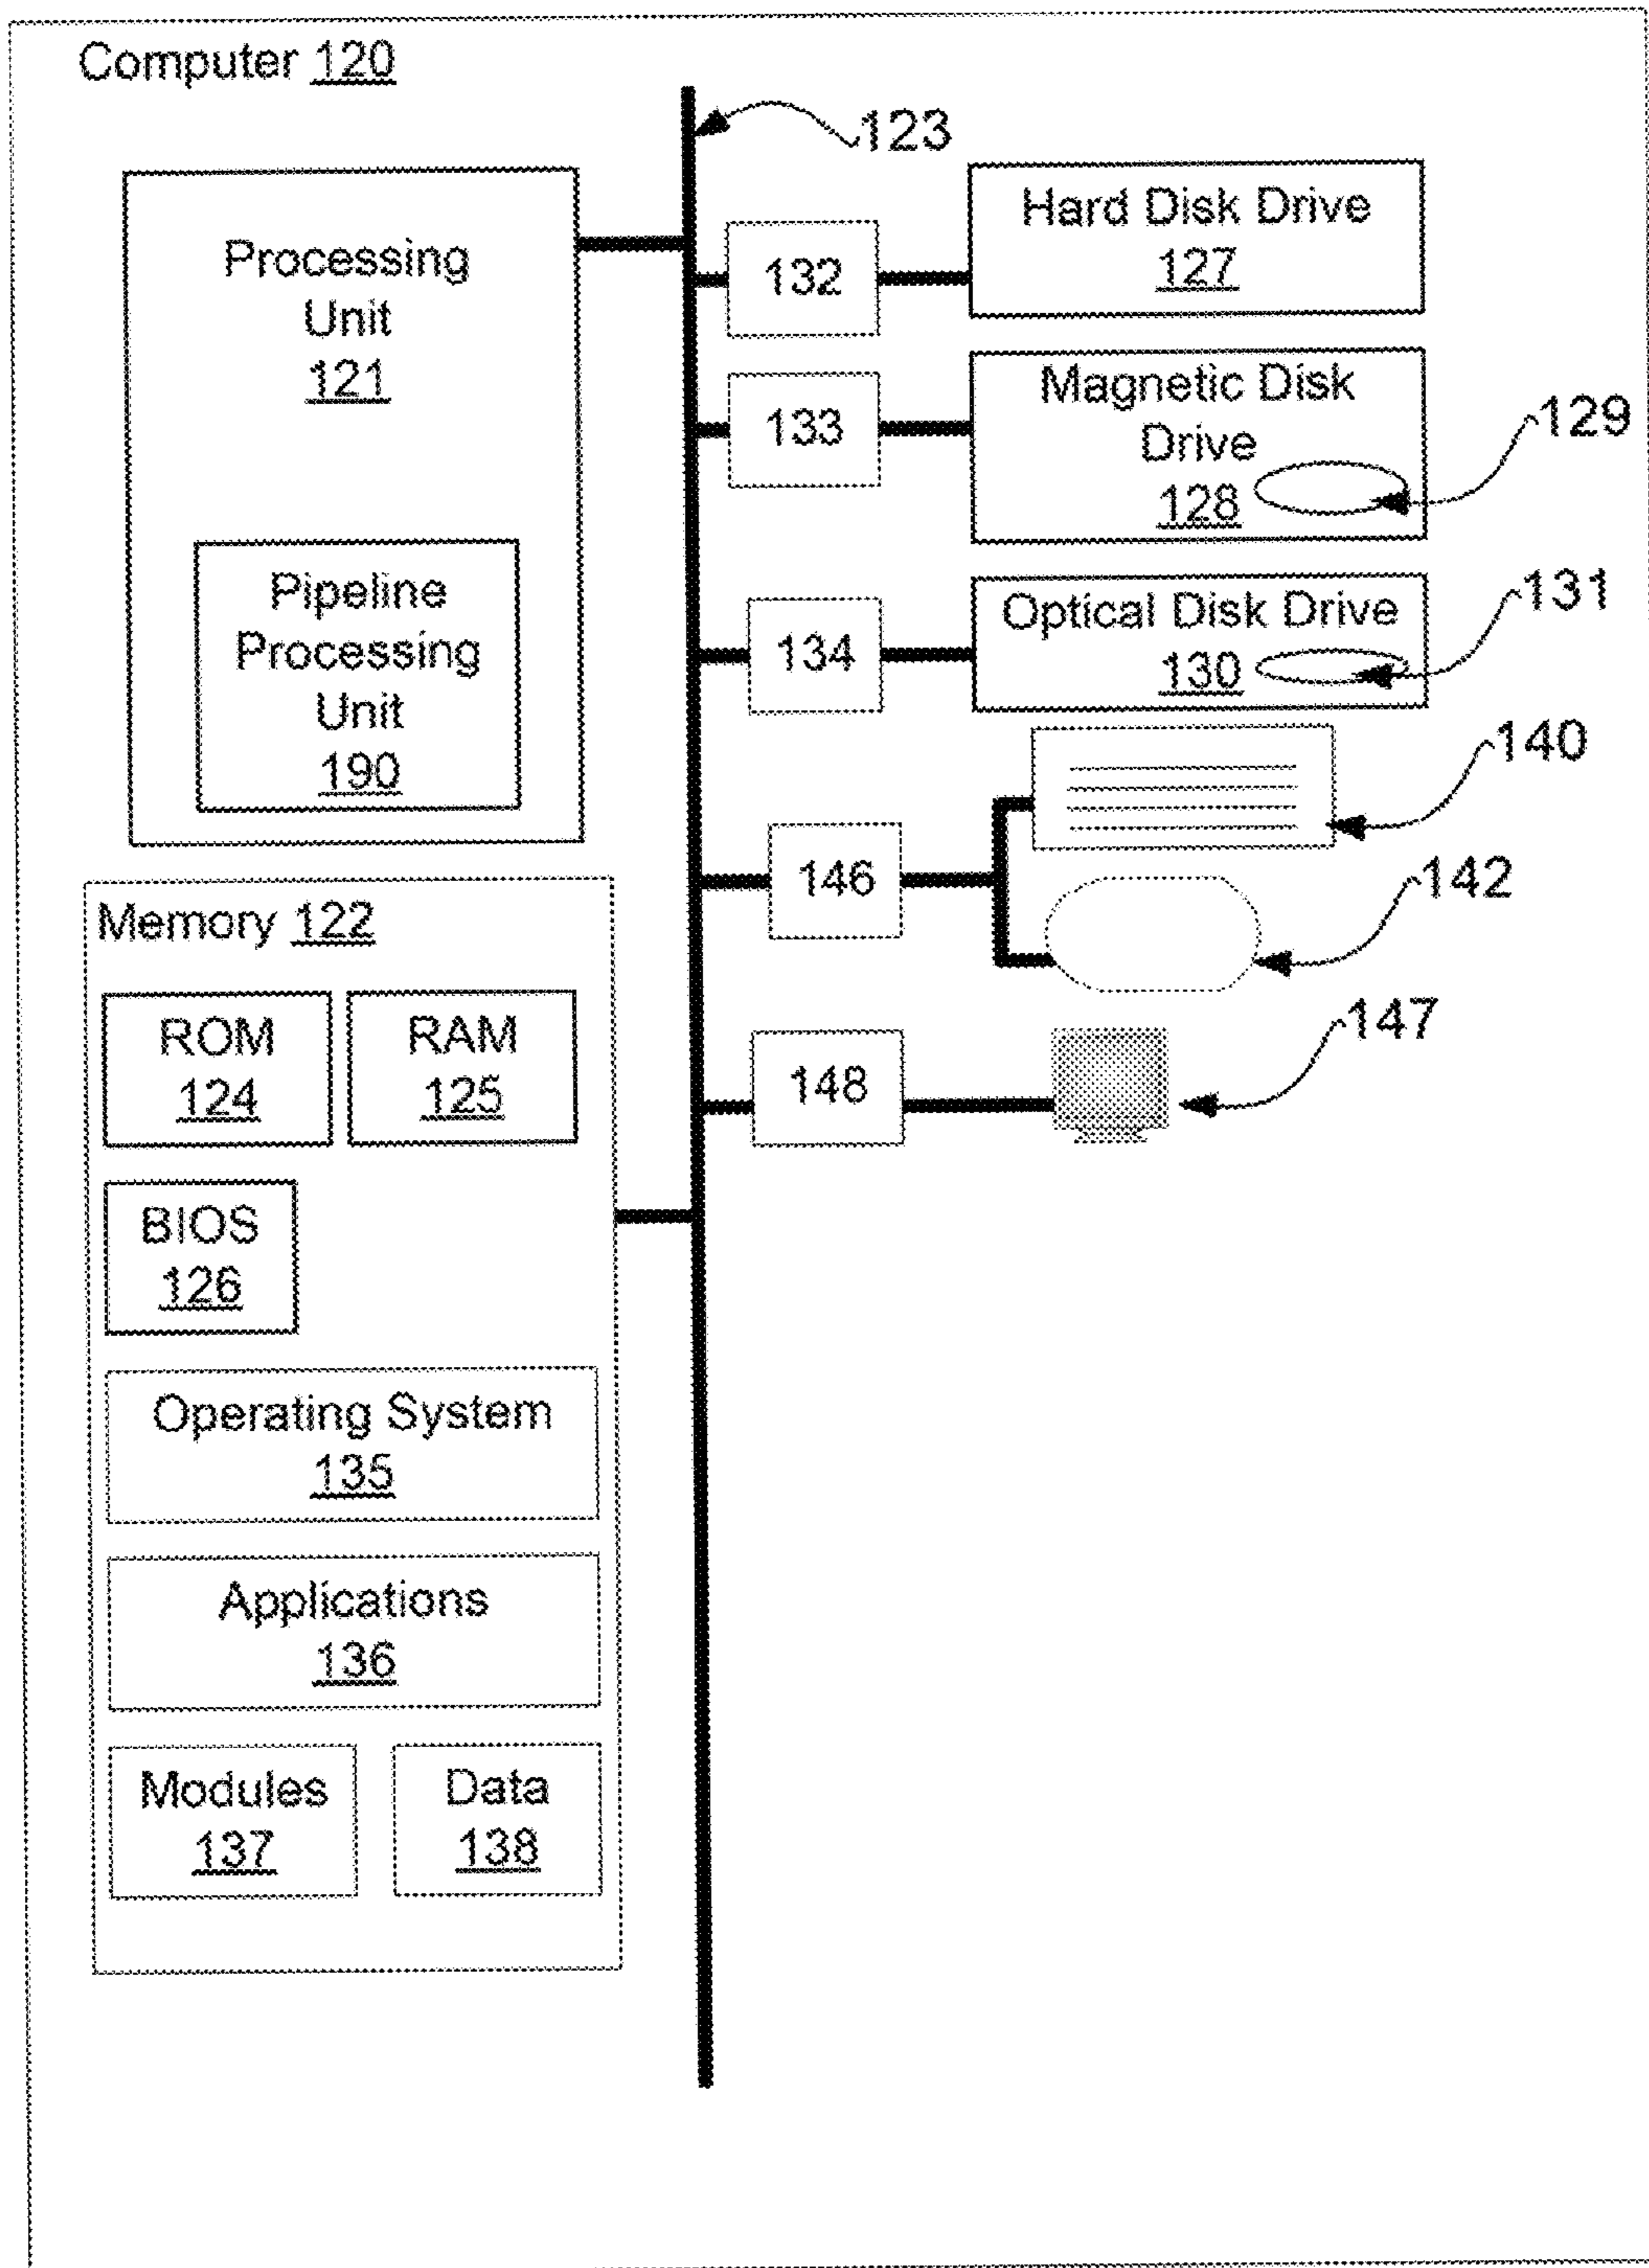 Computer 120
123
Processing
Unit
121
Pipeline
Processing
Unit
190
132
Hard Disk Drive
127
133
Magnetic Disk
Drive
128
129
134
Optical Disk Drive
130
131
146
140
142
148
147
Memory 122
ROM
124
RAM
125
BIOS
126
Operating System
135
Applications
136
Modules
137
Data
138